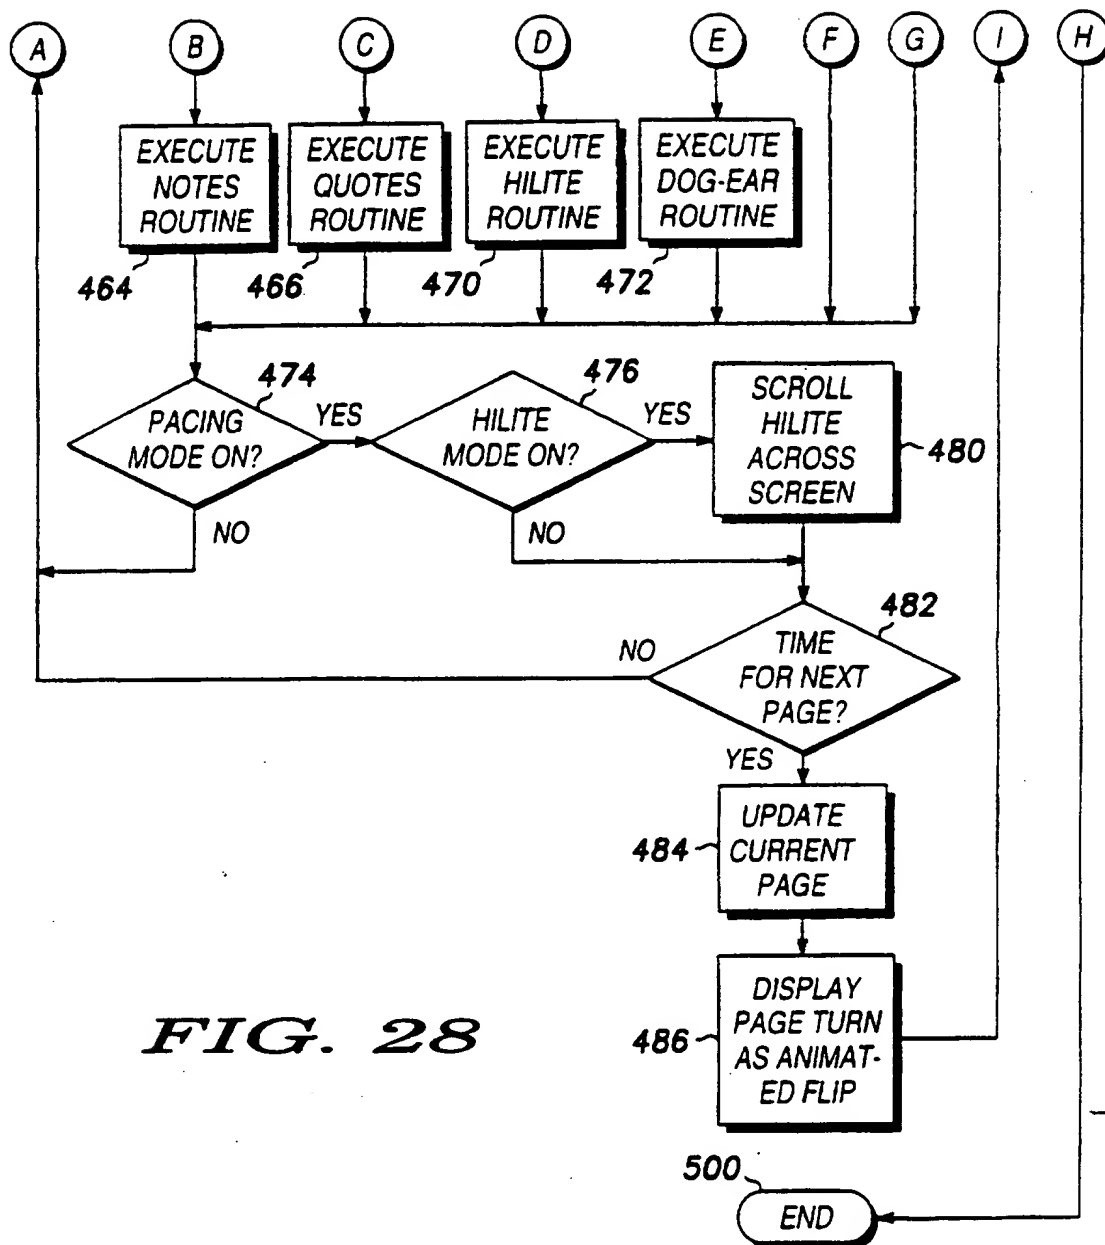 A B C D E F G I H
EXECUTE
NOTES
ROUTINE
464
EXECUTE
QUOTES
ROUTINE
466
EXECUTE
HILITE
ROUTINE
470
EXECUTE
DOG-EAR
ROUTINE
472
PACING
MODE ON?
474
YES
NO
HILITE
MODE ON?
476
YES
NO
SCROLL
HILITE
ACROSS
SCREEN
480
TIME
FOR NEXT
PAGE?
482
NO
YES
UPDATE
CURRENT
PAGE
484
DISPLAY
PAGE TURN
AS ANIMAT-
ED FLIP
486
FIG. 28
500
END